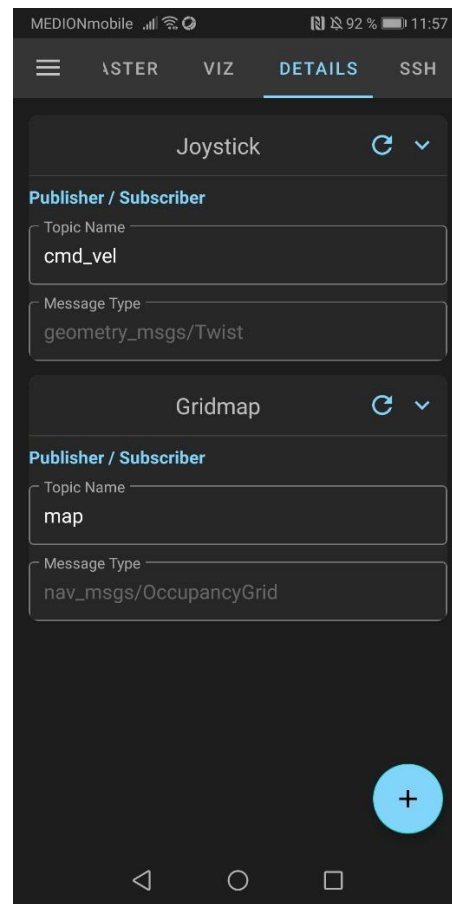 MEDIONmobile 92 % 11:57
ASTER VIZ DETAILS SSH
Joystick
Publisher / Subscriber
Topic Name
cmd_vel
Message Type
geometry_msgs/Twist
Gridmap
Publisher / Subscriber
Topic Name
map
Message Type
nav_msgs/OccupancyGrid
+